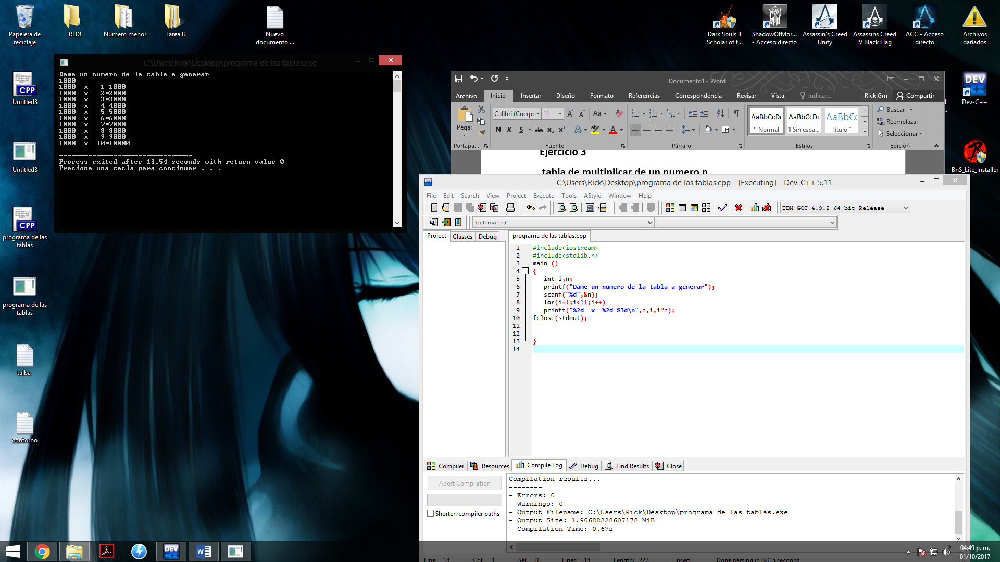 Papelera de reciclaje
RLD!
Numero menor
Tarea 8
Nuevo documento ...
Dark Souls II Scholar of t...
ShadowOfMor... - Acceso directo
Assassin's Creed Unity
Assassins Creed IV Black Flag
ACC - Acceso directo
Archivos dañados
Untitled3
Untitled3
programa de las tablas
programa de las tablas
talba
contorno
Dev-C++
BnS_Lite_Installer
C:\Users\Rick\Desktop\programa de las tablas.exe
Dame un numero de la tabla a generar
1000
1000  x   1=1000
1000  x   2=2000
1000  x   3=3000
1000  x   4=4000
1000  x   5=5000
1000  x   6=6000
1000  x   7=7000
1000  x   8=8000
1000  x   9=9000
1000  x  10=10000
--------------------------------
Process exited after 13.54 seconds with return value 0
Presione una tecla para continuar . . .
Documento1 - Word
Archivo Inicio Insertar Diseño Formato Referencias Correspondencia Revisar Vista Indicar... Rick Gm Compartir
Pegar
Calibri (Cuerp 11
Aa
N K S abc x₂ x²
AaBbCcDc AaBbCcDc AaBbCc
¶ Normal ¶ Sin espa... Título 1
Buscar
Reemplazar
Seleccionar
Portapa... Fuente Párrafo Estilos Edición
Ejercicio 3
tabla de multiplicar de un numero n
C:\Users\Rick\Desktop\programa de las tablas.cpp - [Executing] - Dev-C++ 5.11
File Edit Search View Project Execute Tools AStyle Window Help
TDM-GCC 4.9.2 64-bit Release
(globals)
Project Classes Debug
programa de las tablas.cpp
1 #include<iostream>
2 #include<stdlib.h>
3 main ()
4 {
5    int i,n;
6    printf("Dame un numero de la tabla a generar");
7    scanf("%d",&n);
8    for(i=1;i<11;i++)
9    printf("%2d  x  %2d=%3d\n",n,i,i*n);
10 fclose(stdout);
11
12
13 }
14
Compiler Resources Compile Log Debug Find Results Close
Abort Compilation
Shorten compiler paths
Compilation results...
--------
- Errors: 0
- Warnings: 0
- Output Filename: C:\Users\Rick\Desktop\programa de las tablas.exe
- Output Size: 1.90688228607178 MiB
- Compilation Time: 0.67s
Line: 14 Col: 1 Sel: 0 Lines: 14 Length: 227 Insert Done parsing in 0.015 seconds
04:49 p. m.
01/10/2017